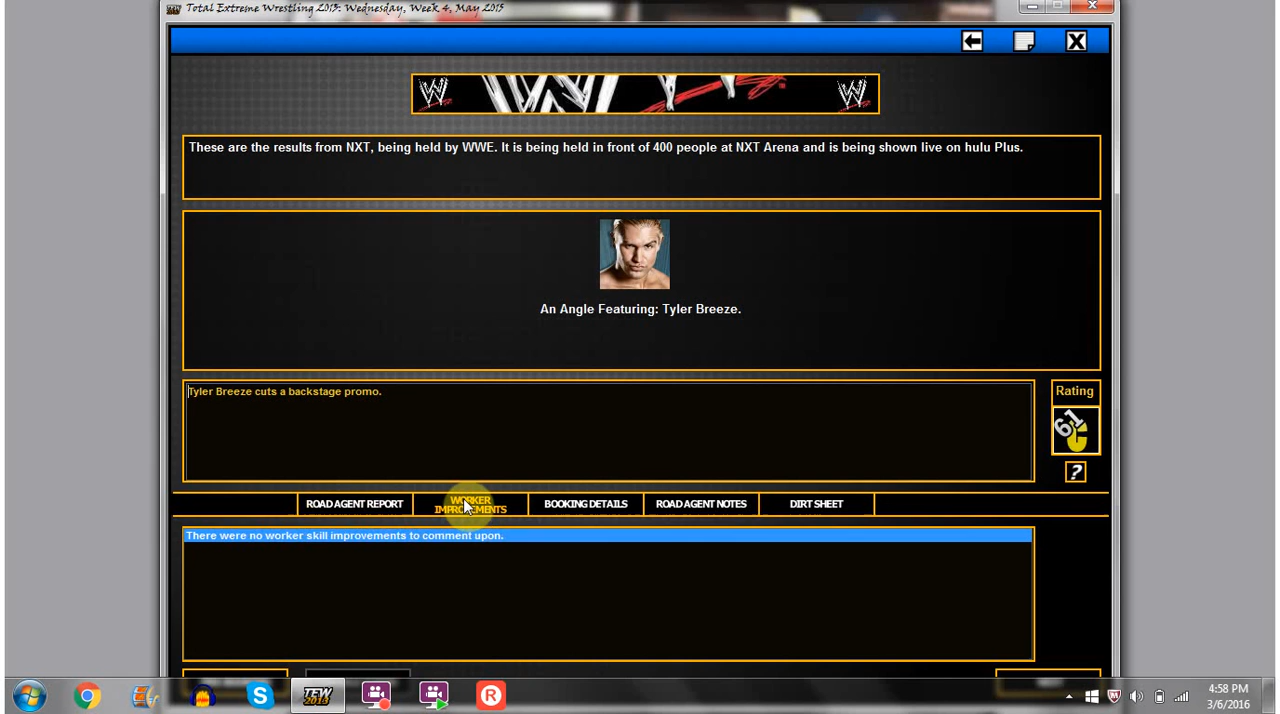 Total Extreme Wrestling 2013: Wednesday, Week 4, May 2015
These are the results from NXT, being held by WWE. It is being held in front of 400 people at NXT Arena and is being shown live on hulu Plus.
An Angle Featuring: Tyler Breeze.
Tyler Breeze cuts a backstage promo.
Rating
61
C
?
ROAD AGENT REPORT
WORKER
IMPROVEMENTS
BOOKING DETAILS
ROAD AGENT NOTES
DIRT SHEET
There were no worker skill improvements to comment upon.
TEW
2013
4:58 PM
3/6/2016